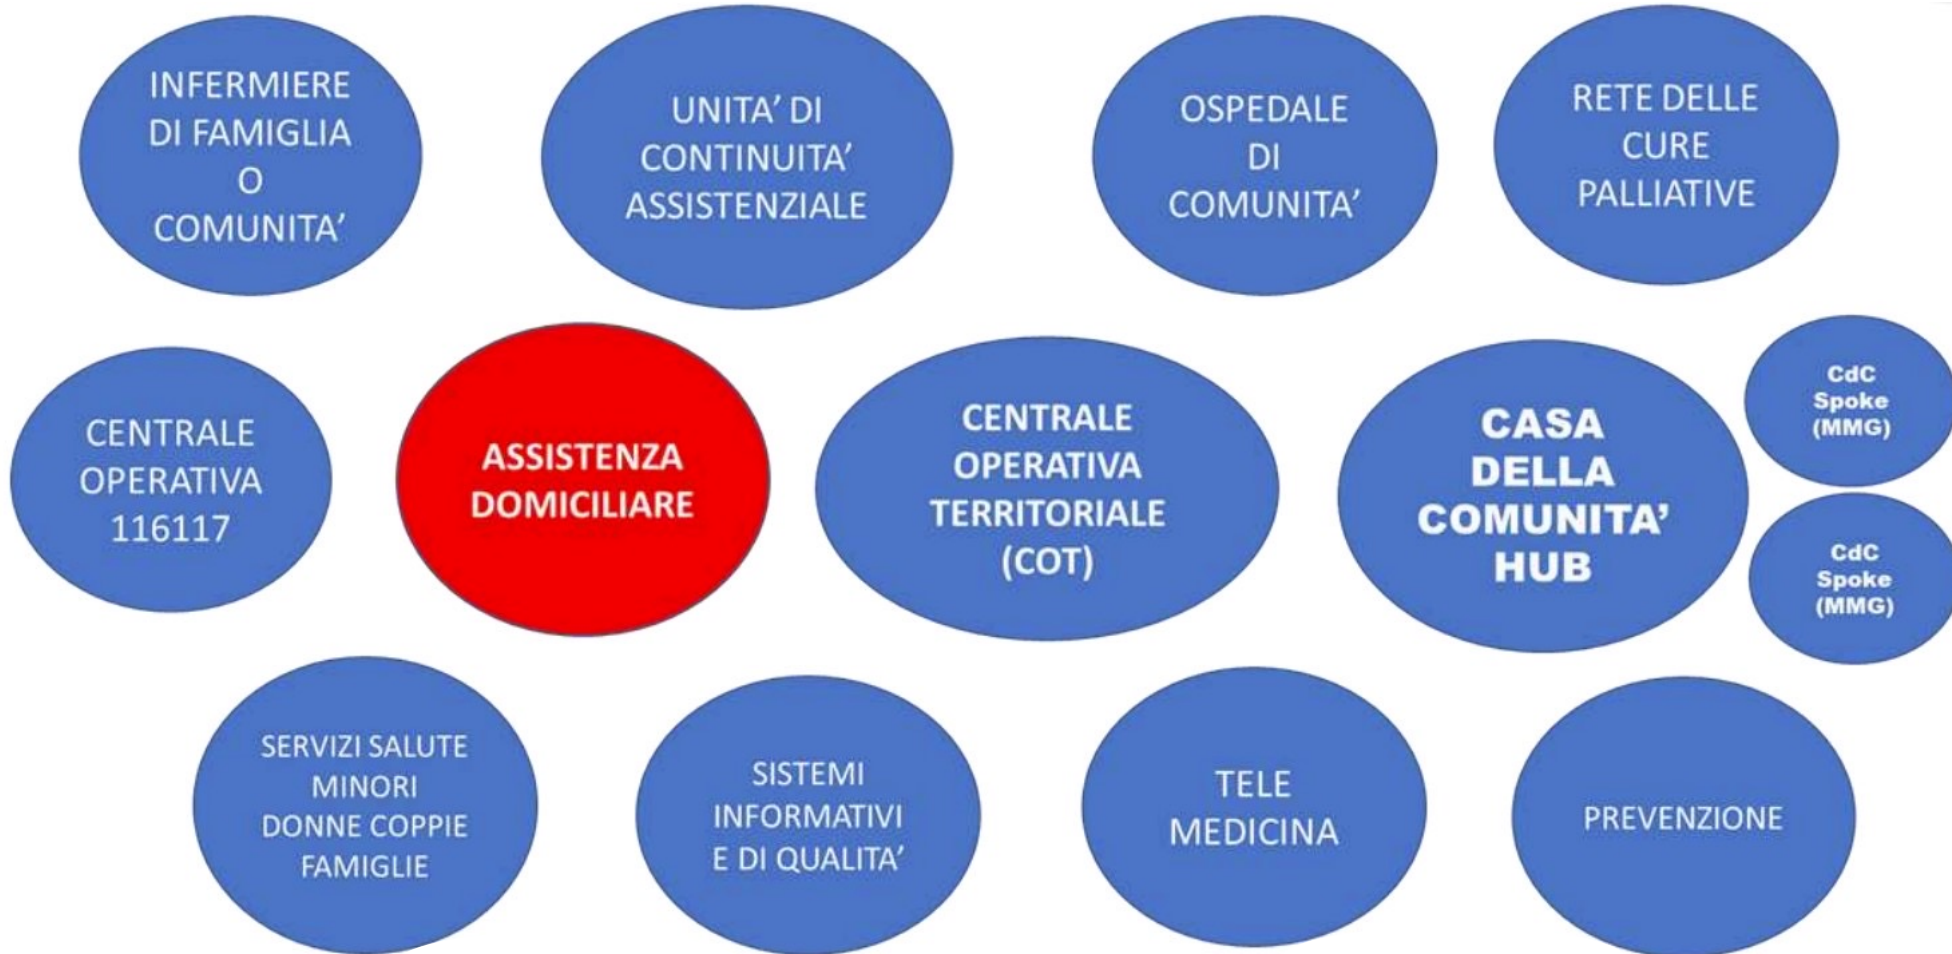 INFERMIERE
DI FAMIGLIA
O
COMUNITA’
UNITA’ DI
CONTINUITA’
ASSISTENZIALE
OSPEDALE
DI
COMUNITA’
RETE DELLE
CURE
PALLIATIVE
CENTRALE
OPERATIVA
116117
ASSISTENZA
DOMICILIARE
CENTRALE
OPERATIVA
TERRITORIALE
(COT)
CASA
DELLA
COMUNITA’
HUB
CdC
Spoke
(MMG)
CdC
Spoke
(MMG)
SERVIZI SALUTE
MINORI
DONNE COPPIE
FAMIGLIE
SISTEMI
INFORMATIVI
E DI QUALITA’
TELE
MEDICINA
PREVENZIONE